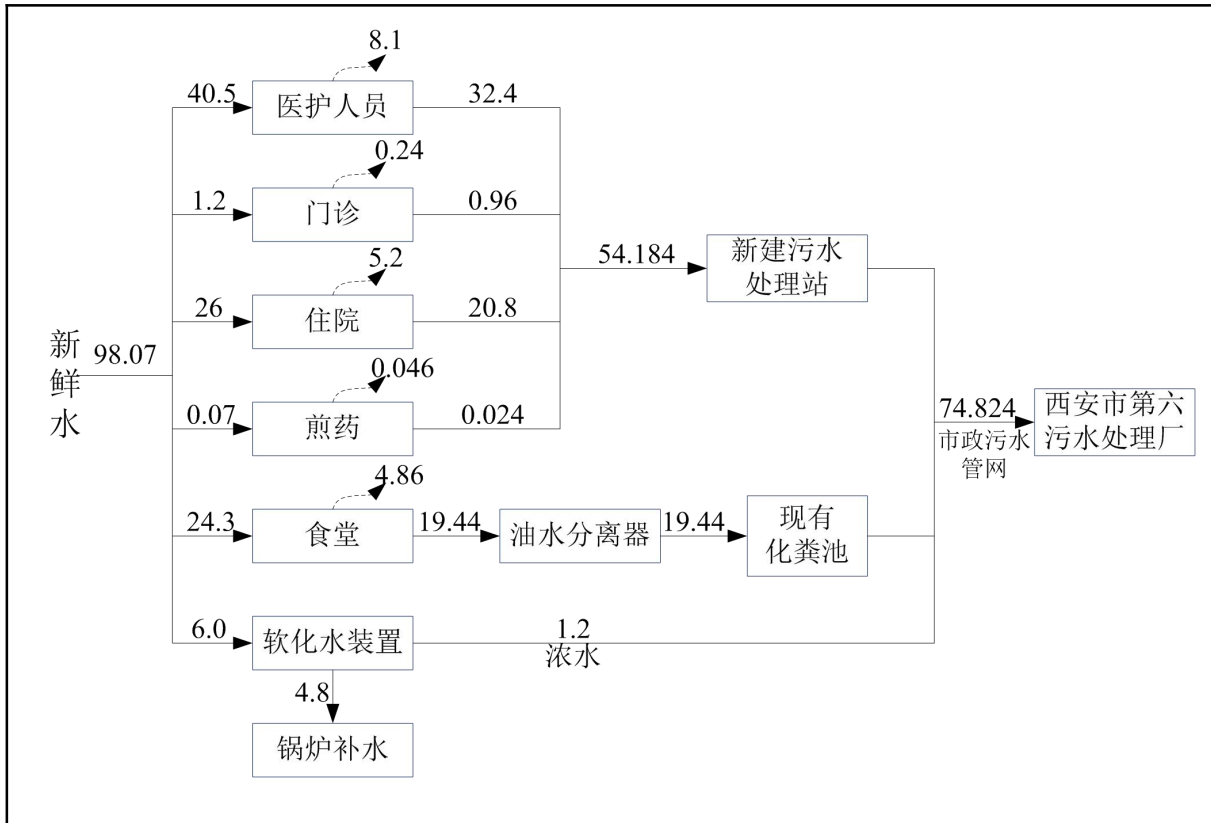 8.1
40.5
医护人员
32.4
0.24
1.2
门诊
0.96
5.2
26
住院
20.8
54.184
新建污水
处理站
新
鲜
水
98.07
0.046
0.07
煎药
0.024
4.86
24.3
食堂
19.44
油水分离器
19.44
现有
化粪池
74.824
市政污水
管网
西安市第六
污水处理厂
6.0
软化水装置
1.2
浓水
4.8
锅炉补水